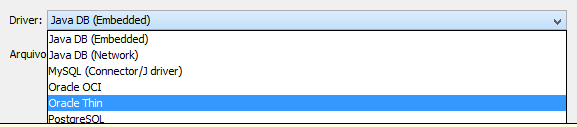 Driver: Java DB (Embedded)
Java DB (Embedded)
Arquivo Java DB (Network)
MySQL (Connector/J driver)
Oracle OCI
Oracle Thin
PostgreSQL